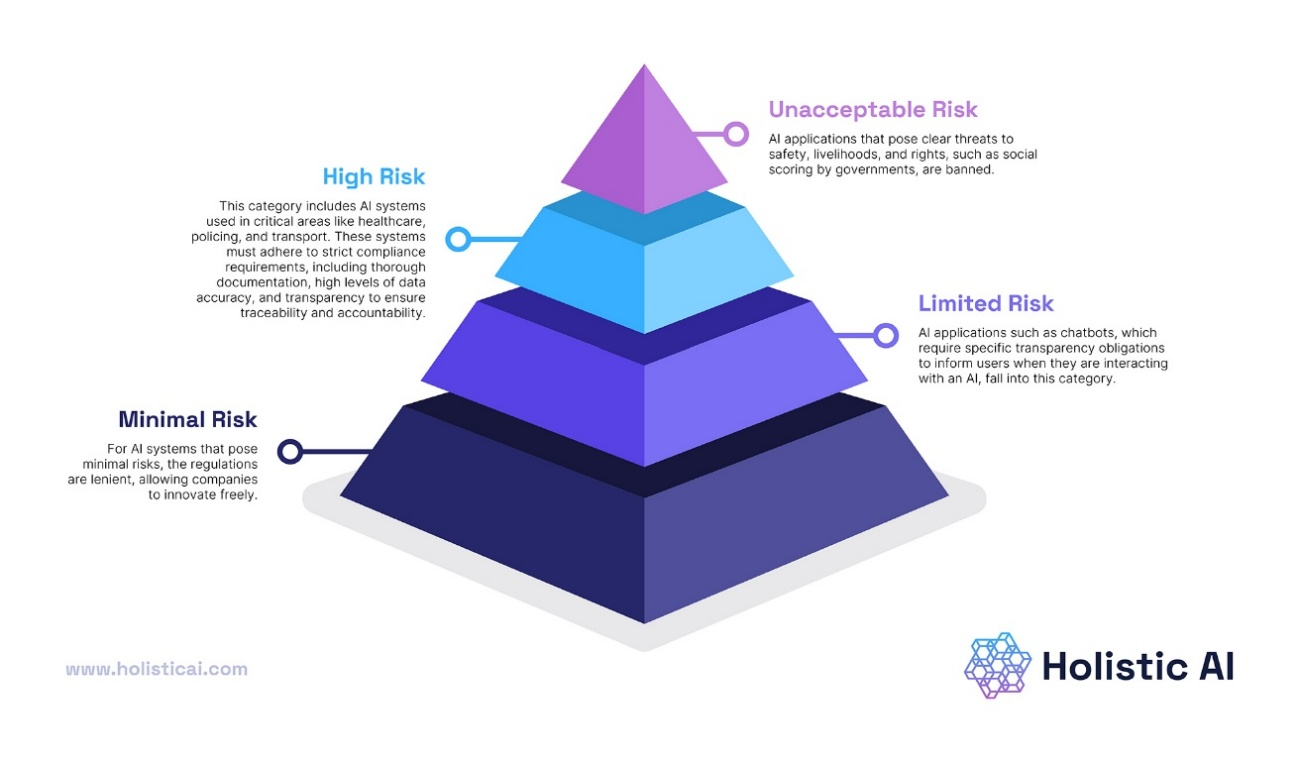 Unacceptable Risk
AI applications that pose clear threats to
safety, livelihoods, and rights, such as social
scoring by governments, are banned.
High Risk
This category includes AI systems
used in critical areas like healthcare,
policing, and transport. These systems
must adhere to strict compliance
requirements, including thorough
documentation, high levels of data
accuracy, and transparency to ensure
traceability and accountability.
Limited Risk
AI applications such as chatbots, which
require specific transparency obligations
to inform users when they are interacting
with an AI, fall into this category.
Minimal Risk
For AI systems that pose
minimal risks, the regulations
are lenient, allowing companies
to innovate freely.
www.holisticai.com
Holistic AI